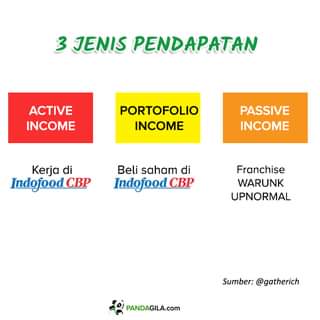 3 JENIS PENDAPATAN
ACTIVE
INCOME
PORTOFOLIO
INCOME
PASSIVE
INCOME
Kerja di
Indofood CBP
Beli saham di
Indofood CBP
Franchise
WARUNK
UPNORMAL
Sumber: @gatherich
PANDAGILA.com